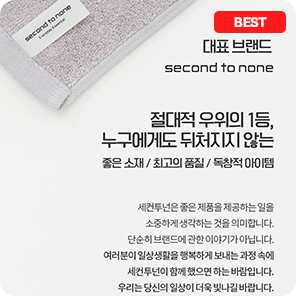 BEST
second to none
Everyday Essential
대표 브랜드
second to none
절대적 우위의 1등,
누구에게도 뒤처지지 않는
좋은 소재 / 최고의 품질 / 독창적 아이템
세컨투넌은 좋은 제품을 제공하는 일을
소중하게 생각하는 것을 의미합니다.
단순히 브랜드에 관한 이야기가 아닙니다.
여러분이 일상생활을 행복하게 보내는 과정 속에
세컨투넌이 함께 했으면 하는 바람입니다.
우리는 당신의 일상이 더욱 빛나길 바랍니다.